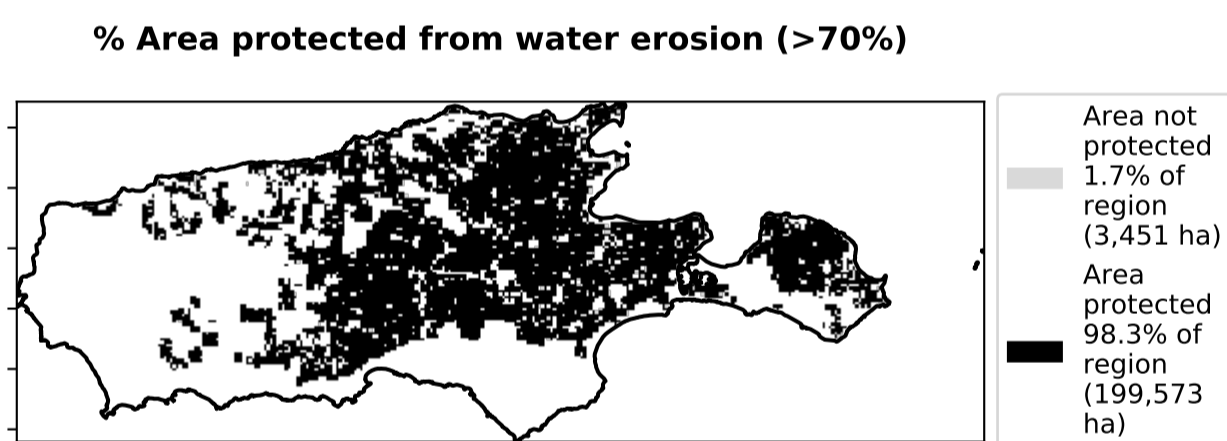 % Area protected from water erosion (>70%)
Area not
protected
1.7% of
region
(3,451 ha)
Area
protected
98.3% of
region
(199,573
ha)